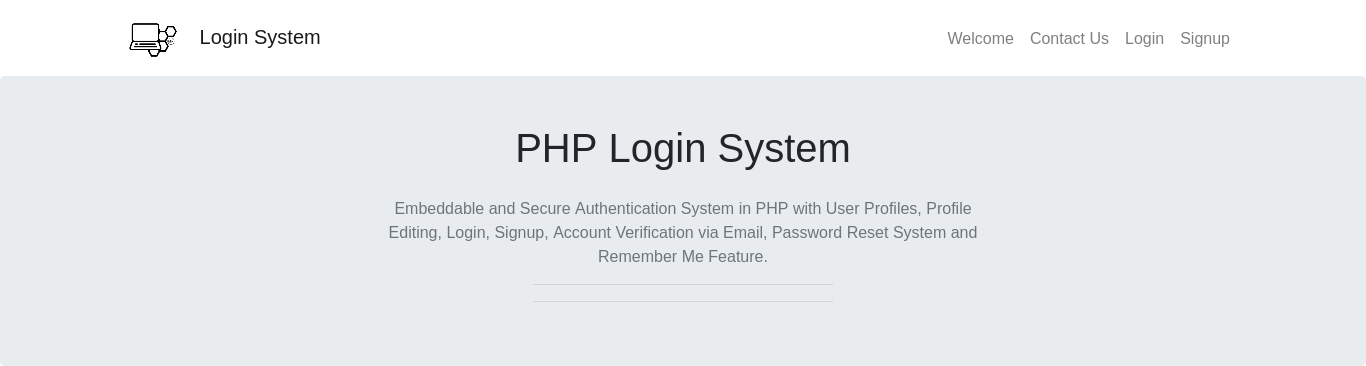 Login System
Welcome
Contact Us
Login
Signup
PHP Login System
Embeddable and Secure Authentication System in PHP with User Profiles, Profile
Editing, Login, Signup, Account Verification via Email, Password Reset System and
Remember Me Feature.